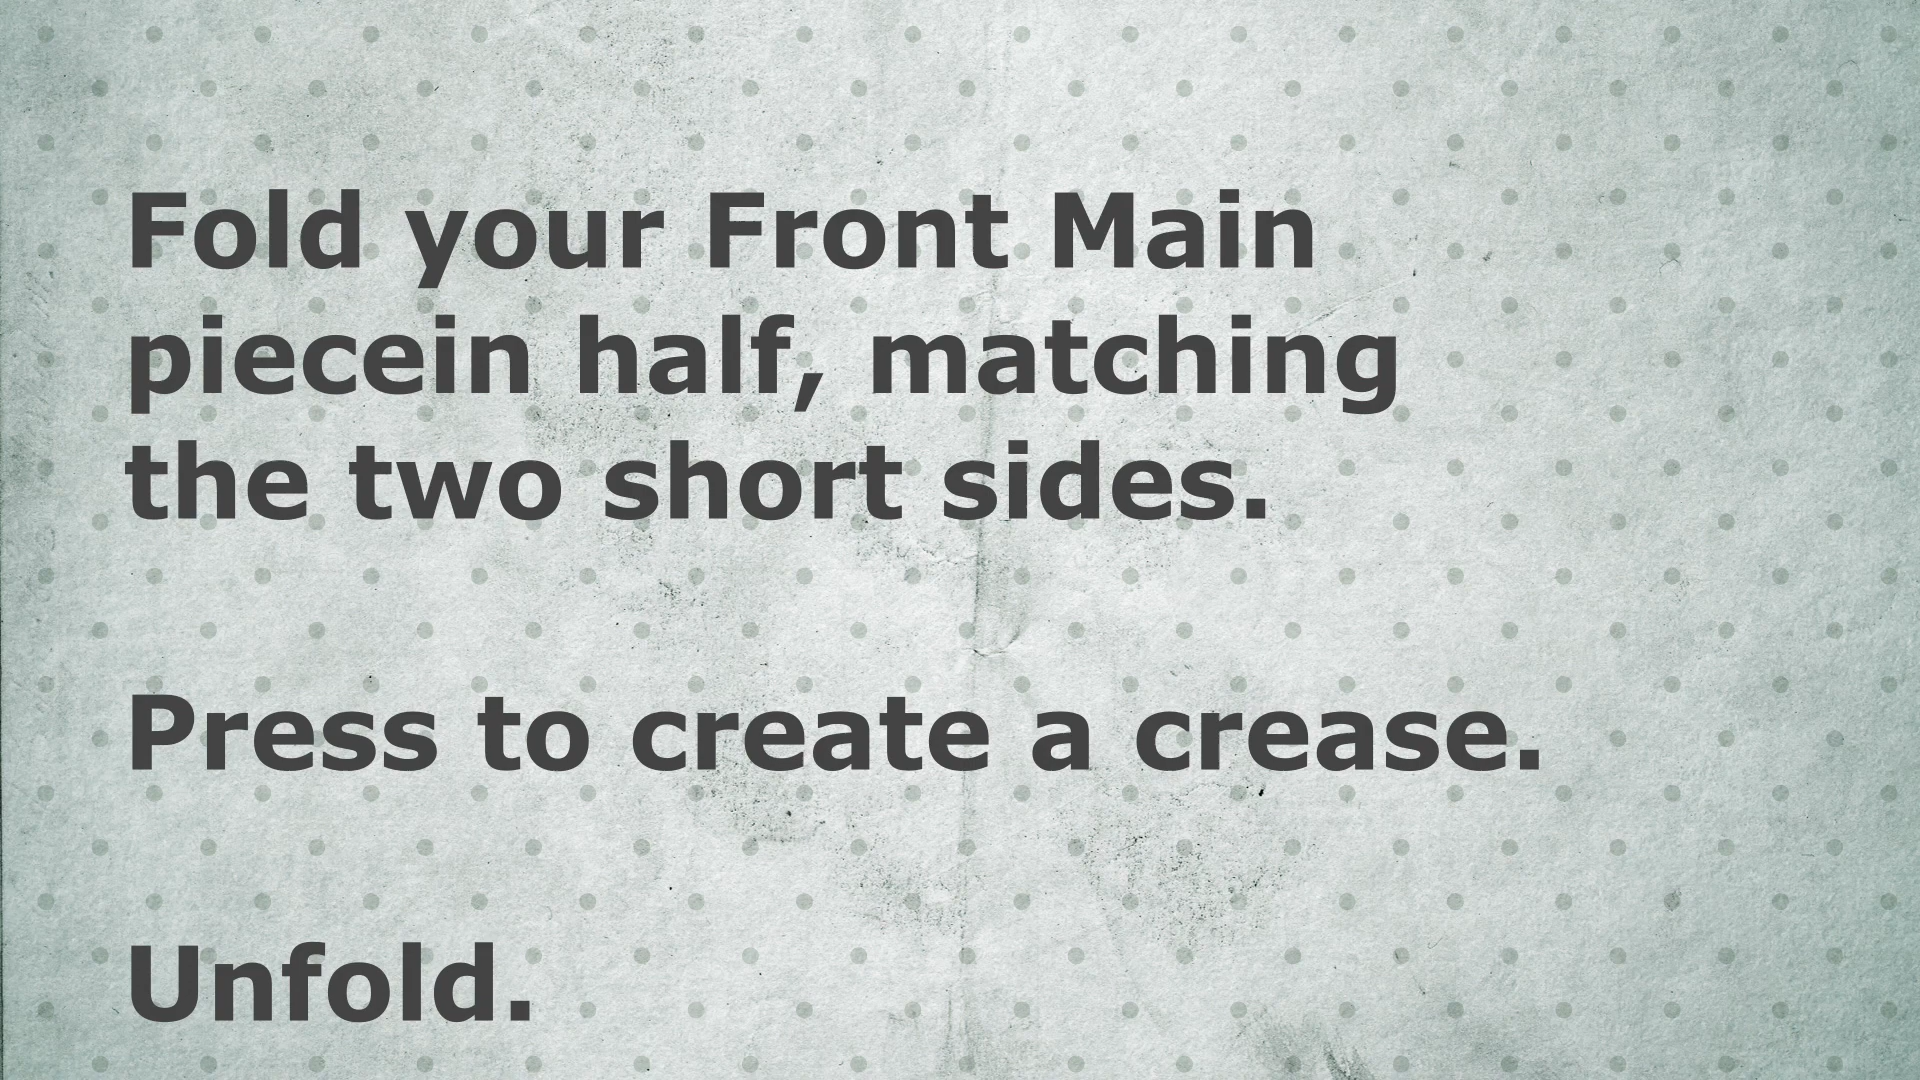 Fold your Front Main
piecein half, matching
the two short sides.
Press to create a crease.
Unfold.